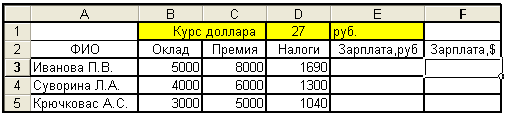 A B C D E F
1 Курс доллара 27 руб.
2 ФИО Оклад Премия Налоги Зарплата,руб Зарплата,$
3 Иванова П.В. 5000 8000 1690
4 Суворина Л.А. 4000 6000 1300
5 Крючковас А.С. 3000 5000 1040